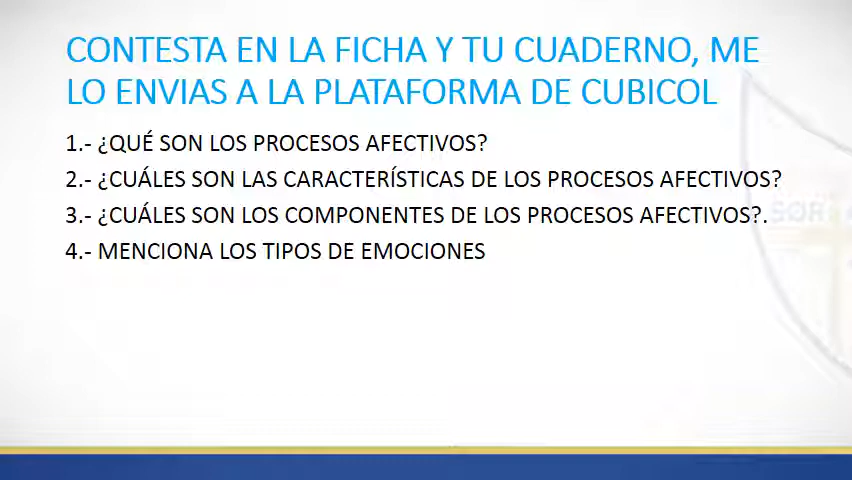 CONTESTA EN LA FICHA Y TU CUADERNO, ME
LO ENVIAS A LA PLATAFORMA DE CUBICOL
1.- ¿QUÉ SON LOS PROCESOS AFECTIVOS?
2.- ¿CUÁLES SON LAS CARACTERÍSTICAS DE LOS PROCESOS AFECTIVOS?
3.- ¿CUÁLES SON LOS COMPONENTES DE LOS PROCESOS AFECTIVOS?.
4.- MENCIONA LOS TIPOS DE EMOCIONES